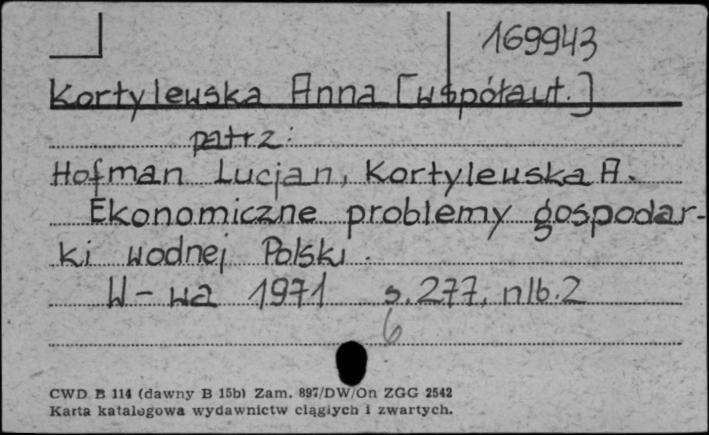 169943
Kortylewska Anna [współaut.]
patrz:
Hofman Lucjan, Kortylewska A.
Ekonomiczne problemy gospodar-
ki wodnej Polski.
W-wa 1971 s. 277, nlb. 2
6
CWD B 114 (dawny B 15b) Zam. 897/DW/On ZGG 2542
Karta katalogowa wydawnictw ciągłych i zwartych.